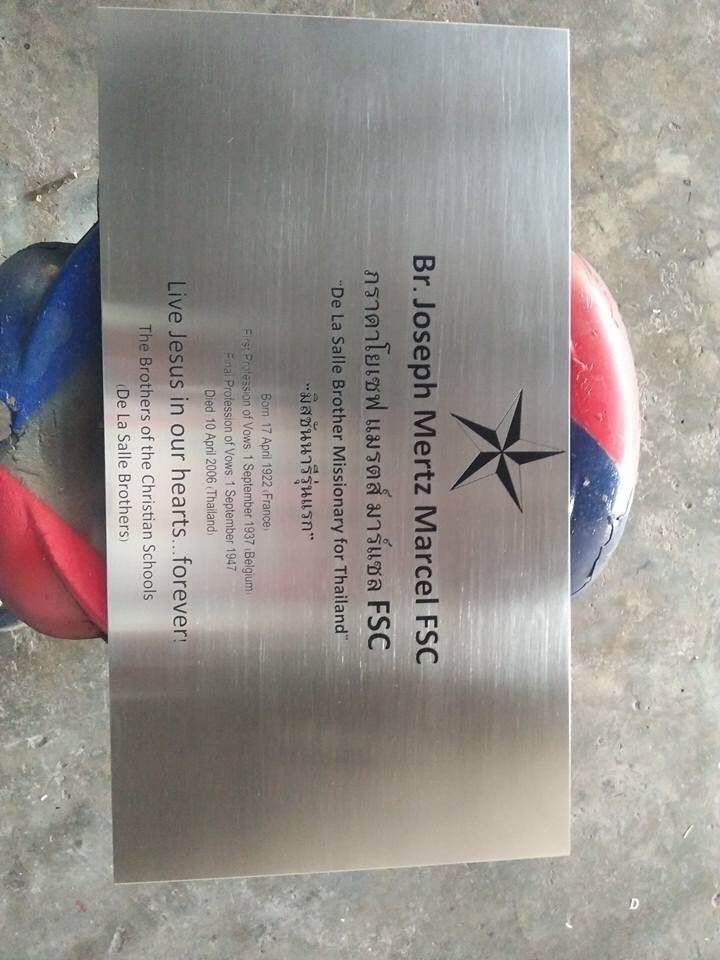 Br. Joseph Mertz Marcel FSC
ภราดาโยเซฟ แมรตส์ มาร์แซล FSC
"De La Salle Brother Missionary for Thailand"
"มิสชันนารีรุ่นแรก"
Born 17 April 1922 (France)
First Profession of Vows: 1 September 1937 (Belgium)
Final Profession of Vows: 1 September 1947
Died 10 April 2006 (Thailand)
Live Jesus in our hearts...forever!
The Brothers of the Christian Schools
(De La Salle Brothers)
D